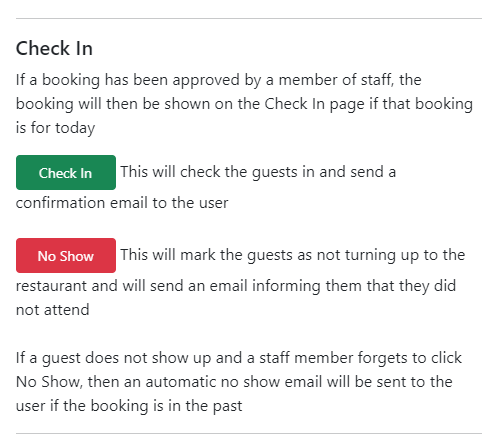 Check In
If a booking has been approved by a member of staff, the
booking will then be shown on the Check In page if that booking
is for today
Check In This will check the guests in and send a
confirmation email to the user
No Show This will mark the guests as not turning up to the
restaurant and will send an email informing them that they did
not attend
If a guest does not show up and a staff member forgets to click
No Show, then an automatic no show email will be sent to the
user if the booking is in the past